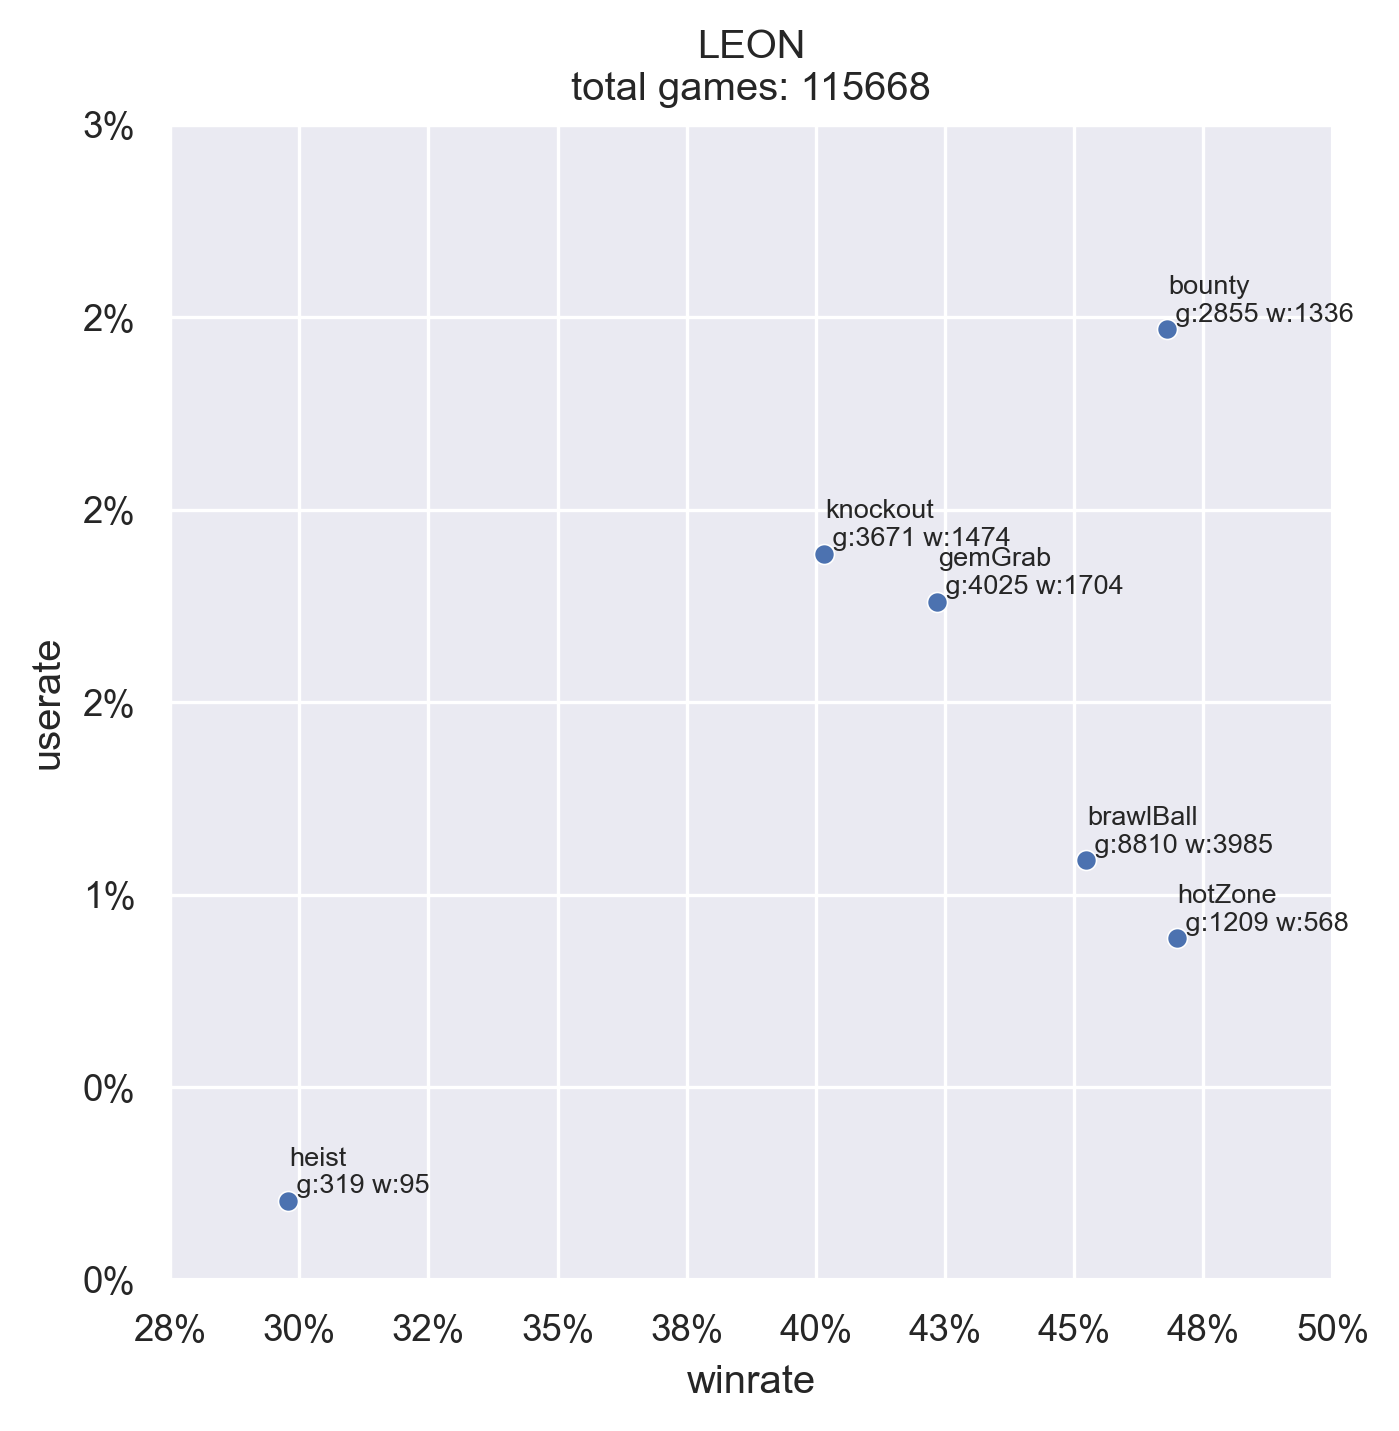 LEON
total games: 115668
3%
2%
2%
2%
1%
0%
0%
userate
bounty
g:2855 w:1336
knockout
g:3671 w:1474
gemGrab
g:4025 w:1704
brawlBall
g:8810 w:3985
hotZone
g:1209 w:568
heist
g:319 w:95
28% 30% 32% 35% 38% 40% 43% 45% 48% 50%
winrate